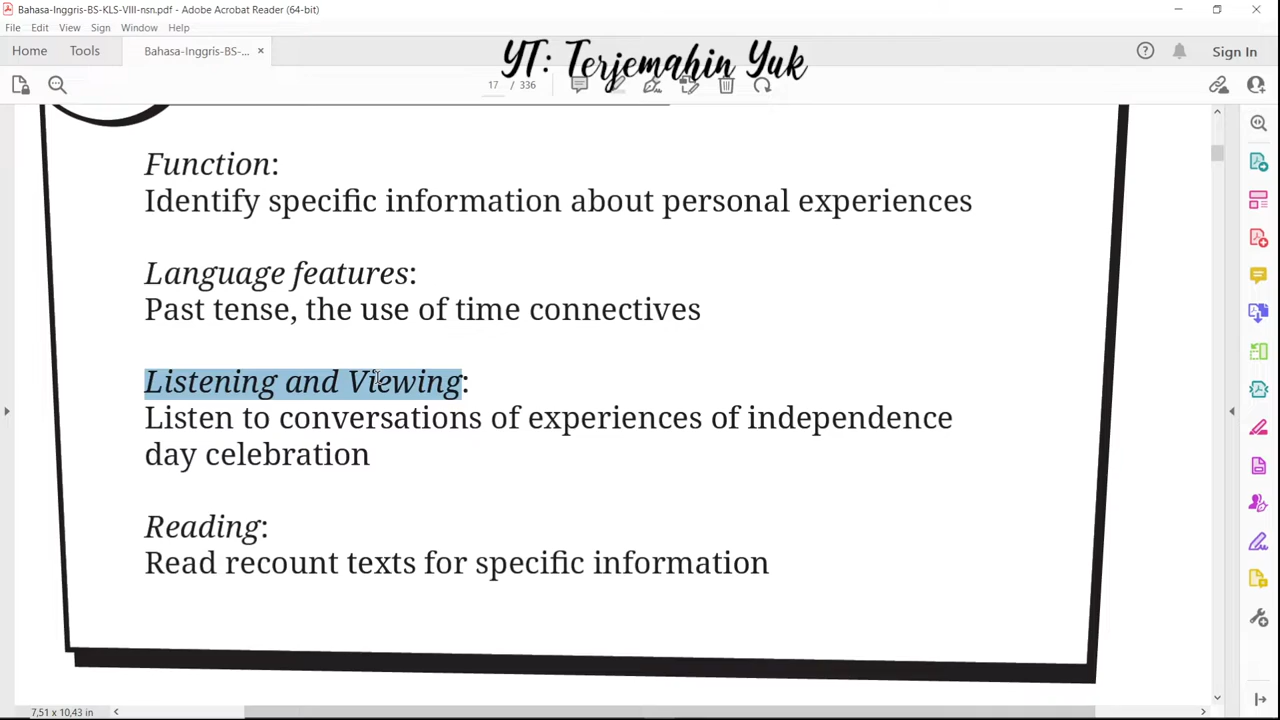 Bahasa-Inggris-BS-KLS-VIII-nsn.pdf - Adobe Acrobat Reader (64-bit)
File Edit View Sign Window Help
Home Tools Bahasa-Inggris-BS-... × Sign In
YT: Terjemahin Yuk
17 / 336
Function:
Identify specific information about personal experiences
Language features:
Past tense, the use of time connectives
Listening and Viewing:
Listen to conversations of experiences of independence
day celebration
Reading:
Read recount texts for specific information
7,51 x 10,43 in